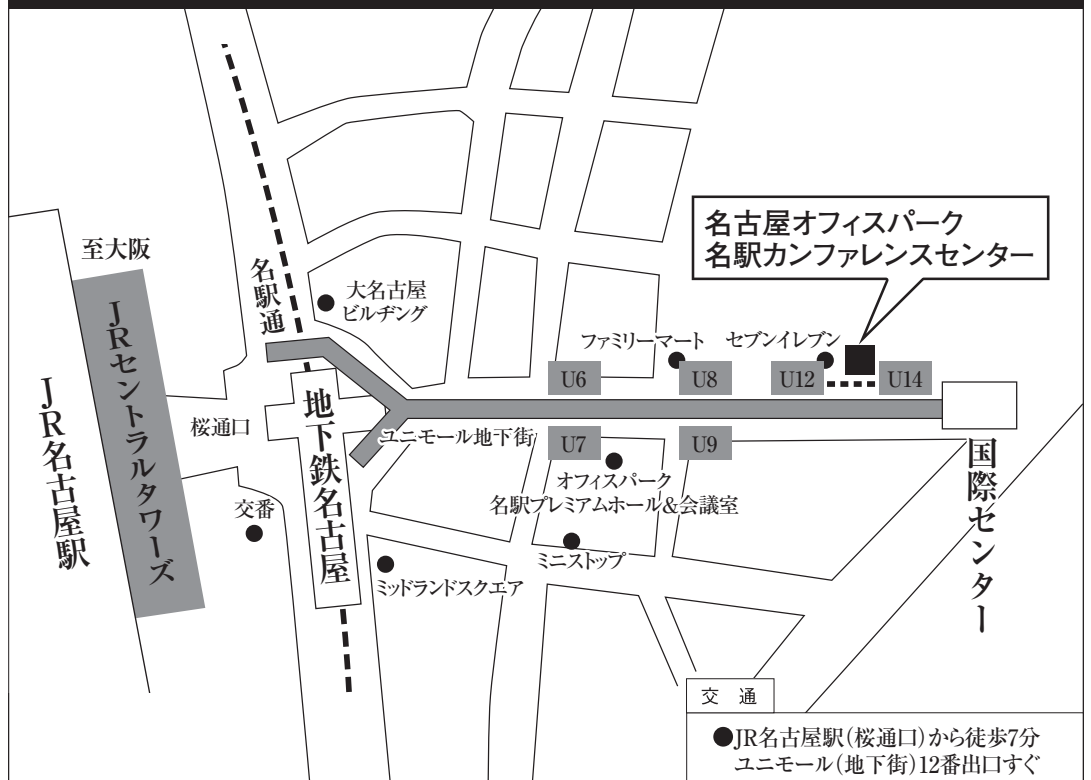 名古屋オフィスパーク
名駅カンファレンスセンター
至大阪
JRセントラルタワーズ
JR名古屋駅
名駅通
大名古屋
ビルヂング
ファミリーマート
セブンイレブン
U6
U8
U12
U14
桜通口
地下鉄名古屋
ユニモール地下街
U7
U9
国際センター
オフィスパーク
名駅プレミアムホール&会議室
交番
ミニストップ
ミッドランドスクエア
交 通
●JR名古屋駅(桜通口)から徒歩7分
ユニモール(地下街)12番出口すぐ